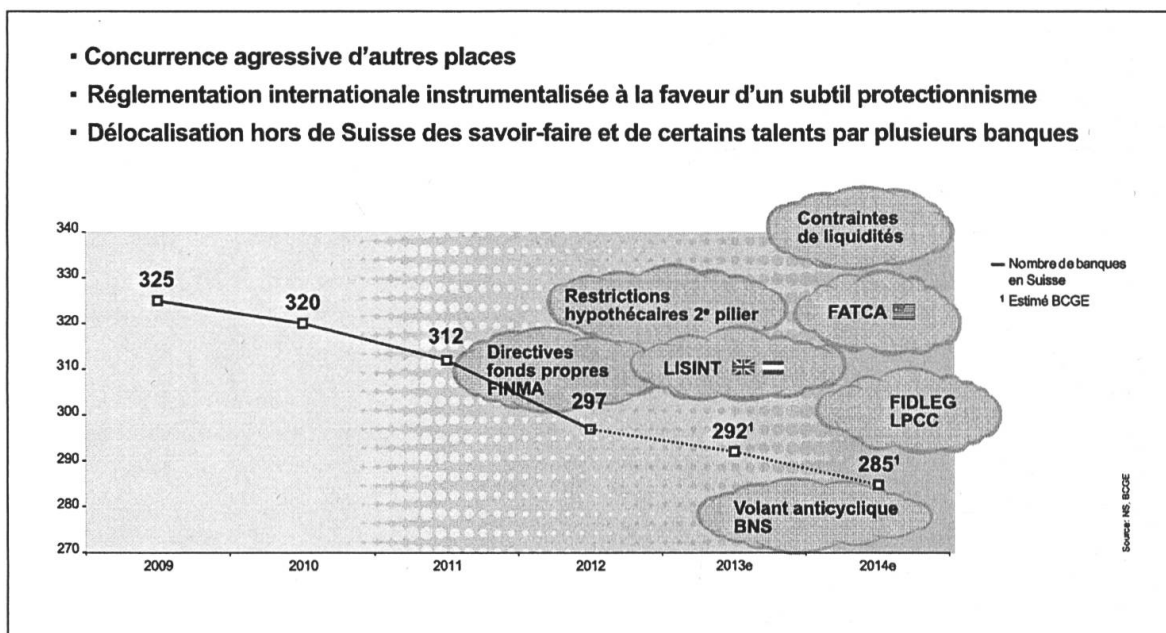 ▪ Concurrence agressive d'autres places
▪ Réglementation internationale instrumentalisée à la faveur d'un subtil protectionnisme
▪ Délocalisation hors de Suisse des savoir-faire et de certains talents par plusieurs banques
340
330
320
310
300
290
280
270
325
320
312
297
292¹
285¹
Contraintes
de liquidités
Restrictions
hypothécaires 2e pilier
FATCA
Directives
fonds propres
FINMA
LISINT
FIDLEG
LPCC
Volant anticyclique
BNS
Nombre de banques
en Suisse
¹ Estimé BCGE
2009
2010
2011
2012
2013e
2014e
Source: NS, BCGE